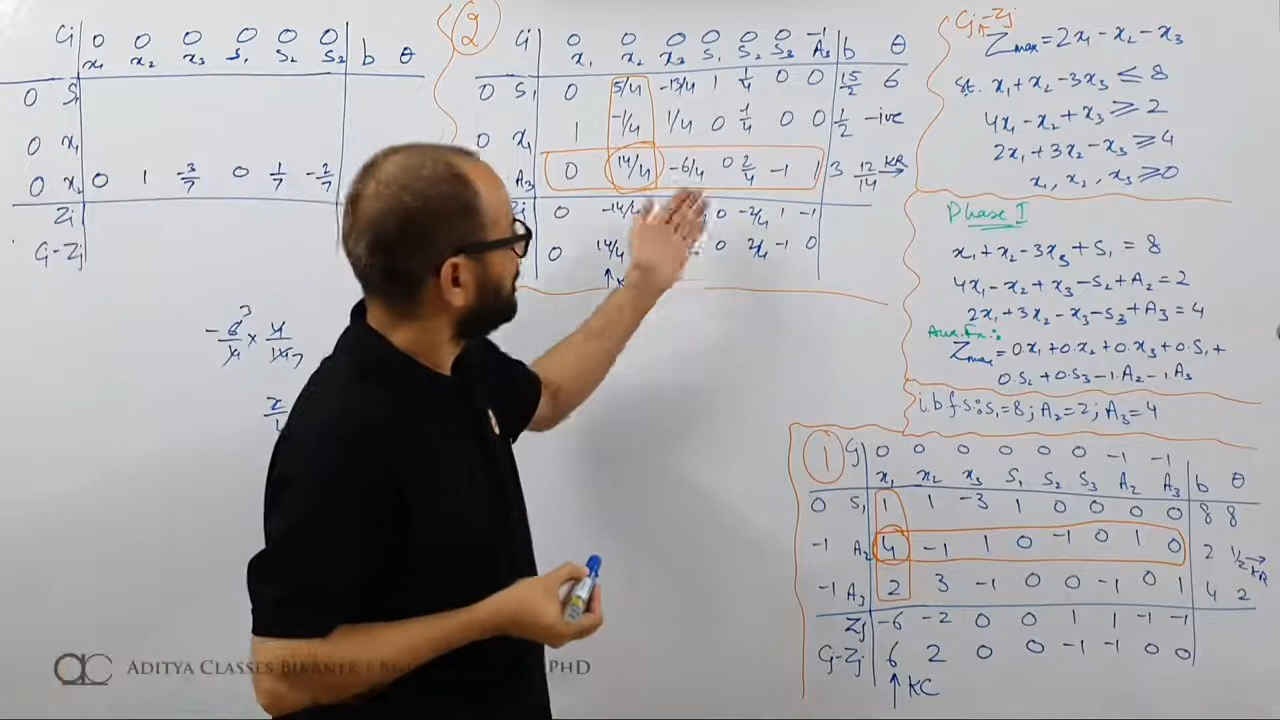 Cj 0 0 0 0 0 0
x₁ x₂ x₃ S₁ S₂ S₂ b θ
0 S₁
0 x₁
0 x₂ 0 1 -3/7 0 1/7 -2/7
Zj
Cj-Zj
-6/4 3 × 4/14 7
2
②
Cj 0 0 0 0 0 0 -1
x₁ x₂ x₃ S₁ S₂ S₃ A₃ b θ
0 S₁ 0 5/4 -13/4 1 1/4 0 0 15/2 6
0 x₁ 1 -1/4 1/4 0 1/4 0 0 1/2 -ive
A₃ 0 14/4 -6/4 0 2/4 -1 1 3 12/14 KR
Zj 0 -14/4 0 -2/4 1 -1
0 14/4 0 2/4 -1 0
Cj-Zj
Zmax = 2x₁-x₂-x₃
st. x₁+x₂-3x₃ ≤ 8
4x₁-x₂+x₃ ≥ 2
2x₁+3x₂-x₃ ≥ 4
x₁, x₂, x₃ ≥ 0
Phase I
x₁+x₂-3x₃+S₁ = 8
4x₁-x₂+x₃-S₂+A₂ = 2
2x₁+3x₂-x₃-S₃+A₃ = 4
Aux. Fn.:
Zmax = 0.x₁+0.x₂+0.x₃+0.S₁+
0.S₂+0.S₃-1.A₂-1.A₃
i.b.f.s: S₁=8; A₂=2; A₃=4
①
Cj 0 0 0 0 0 0 -1 -1
x₁ x₂ x₃ S₁ S₂ S₃ A₂ A₃ b θ
0 S₁ 1 1 -3 1 0 0 0 0 8 8
-1 A₂ 4 -1 1 0 -1 0 1 0 2 1/2 KR
-1 A₃ 2 3 -1 0 0 -1 0 1 4 2
Zj -6 -2 0 0 1 1 -1 -1
Cj-Zj 6 2 0 0 -1 -1 0 0
↑ KC
ac ADITYA CLASSES BIKANER PHD